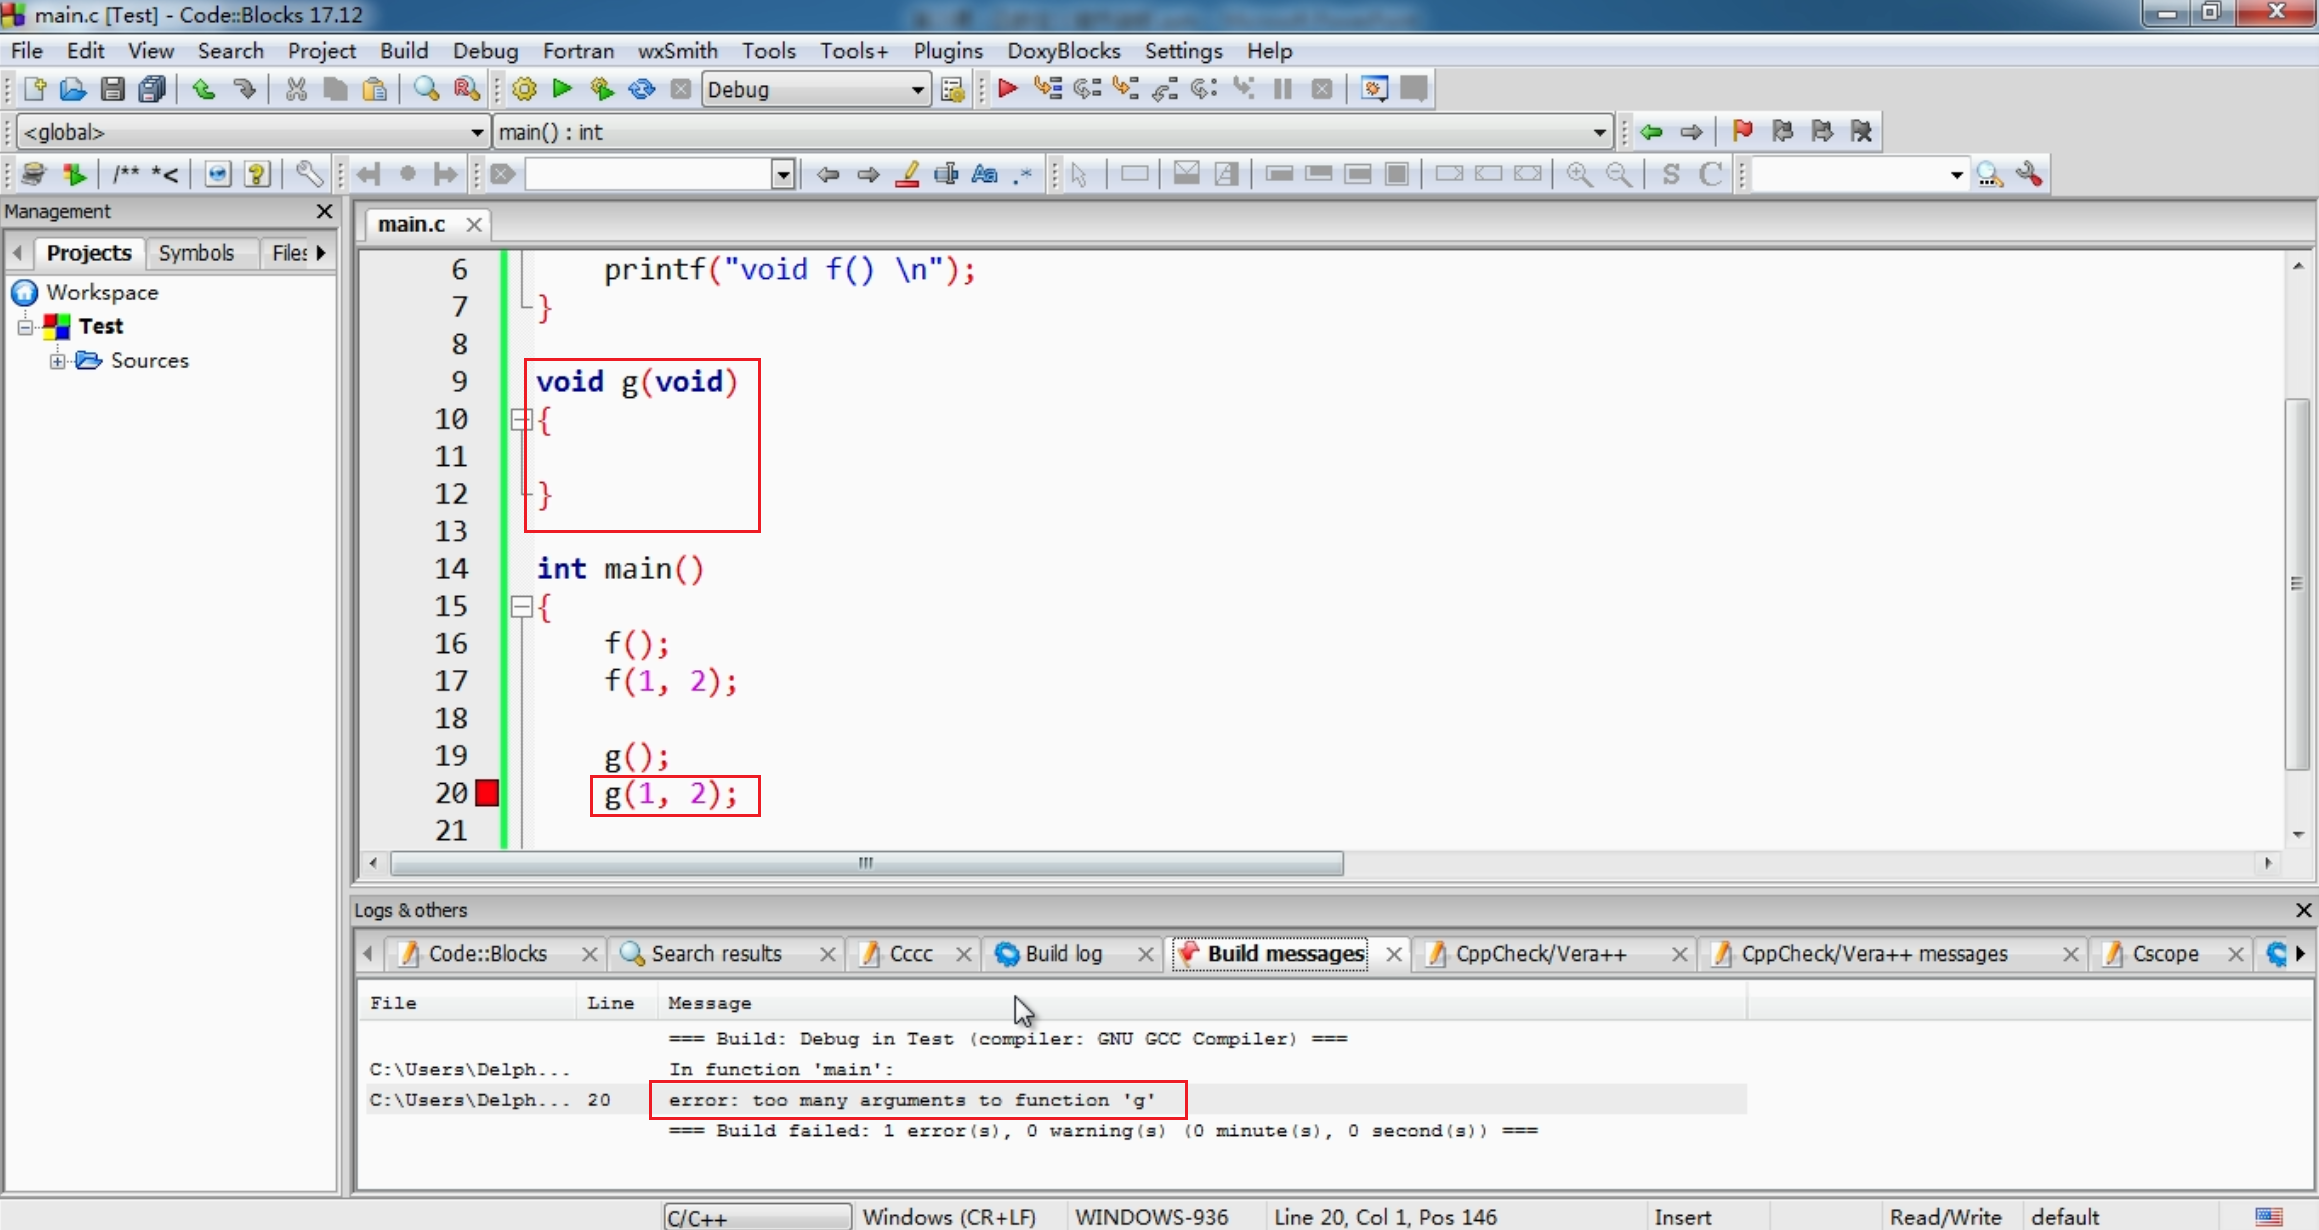 main.c [Test] - Code::Blocks 17.12
File Edit View Search Project Build Debug Fortran wxSmith Tools Tools+ Plugins DoxyBlocks Settings Help
Debug
<global> main() : int
/** *< Aa .* S C
Management
Projects Symbols Files
Workspace
Test
Sources
main.c
6 printf("void f() \n");
7 }
8
9 void g(void)
10 {
11
12 }
13
14 int main()
15 {
16 f();
17 f(1, 2);
18
19 g();
20 g(1, 2);
21
Logs & others
Code::Blocks Search results Cccc Build log Build messages CppCheck/Vera++ CppCheck/Vera++ messages Cscope
File Line Message
=== Build: Debug in Test (compiler: GNU GCC Compiler) ===
C:\Users\Delph... In function 'main':
C:\Users\Delph... 20 error: too many arguments to function 'g'
=== Build failed: 1 error(s), 0 warning(s) (0 minute(s), 0 second(s)) ===
C/C++ Windows (CR+LF) WINDOWS-936 Line 20, Col 1, Pos 146 Insert Read/Write default